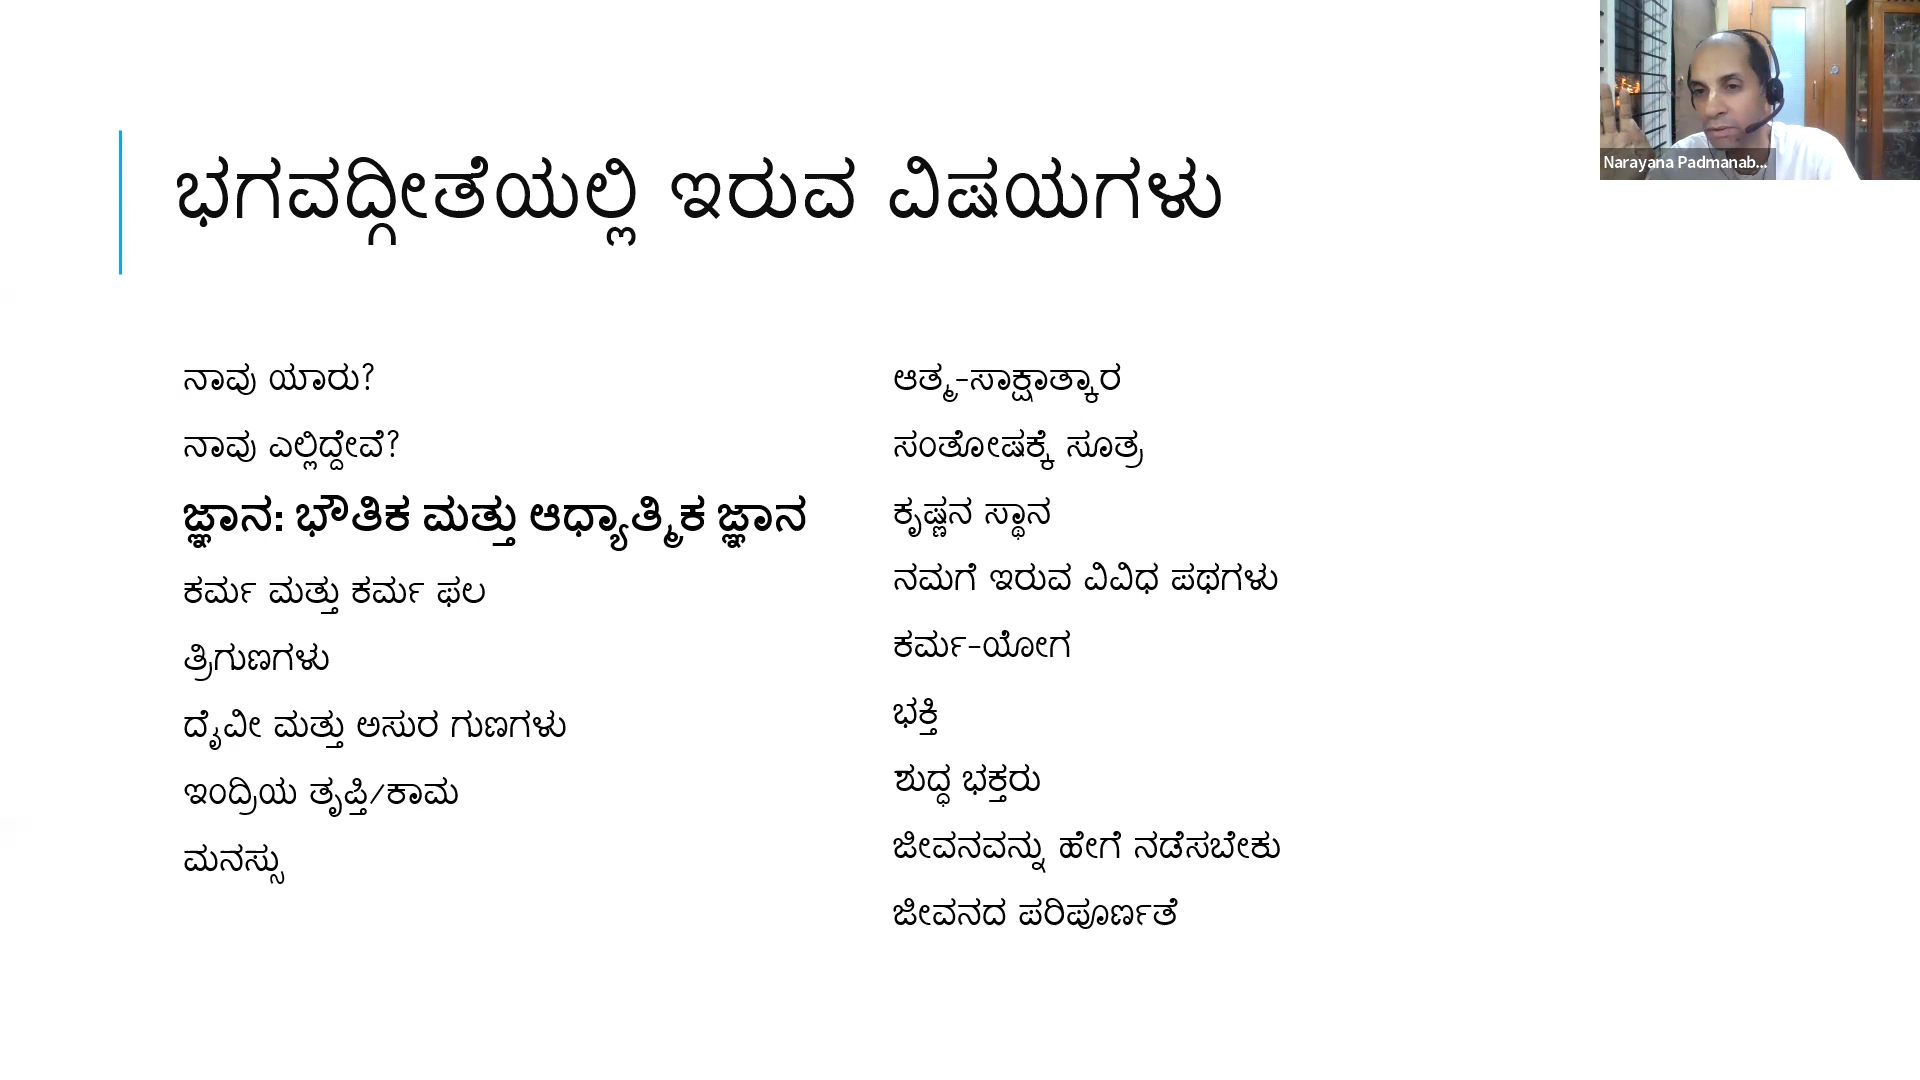 ಭಗವದ್ಗೀತೆಯಲ್ಲಿ ಇರುವ ವಿಷಯಗಳು
ನಾವು ಯಾರು?
ನಾವು ಎಲ್ಲಿದ್ದೇವೆ?
ಜ್ಞಾನ: ಭೌತಿಕ ಮತ್ತು ಆಧ್ಯಾತ್ಮಿಕ ಜ್ಞಾನ
ಕರ್ಮ ಮತ್ತು ಕರ್ಮ ಫಲ
ತ್ರಿಗುಣಗಳು
ದೈವೀ ಮತ್ತು ಅಸುರ ಗುಣಗಳು
ಇಂದ್ರಿಯ ತೃಪ್ತಿ/ಕಾಮ
ಮನಸ್ಸು
ಆತ್ಮ-ಸಾಕ್ಷಾತ್ಕಾರ
ಸಂತೋಷಕ್ಕೆ ಸೂತ್ರ
ಕೃಷ್ಣನ ಸ್ಥಾನ
ನಮಗೆ ಇರುವ ವಿವಿಧ ಪಥಗಳು
ಕರ್ಮ-ಯೋಗ
ಭಕ್ತಿ
ಶುದ್ಧ ಭಕ್ತರು
ಜೀವನವನ್ನು ಹೇಗೆ ನಡೆಸಬೇಕು
ಜೀವನದ ಪರಿಪೂರ್ಣತೆ
Narayana Padmanab...